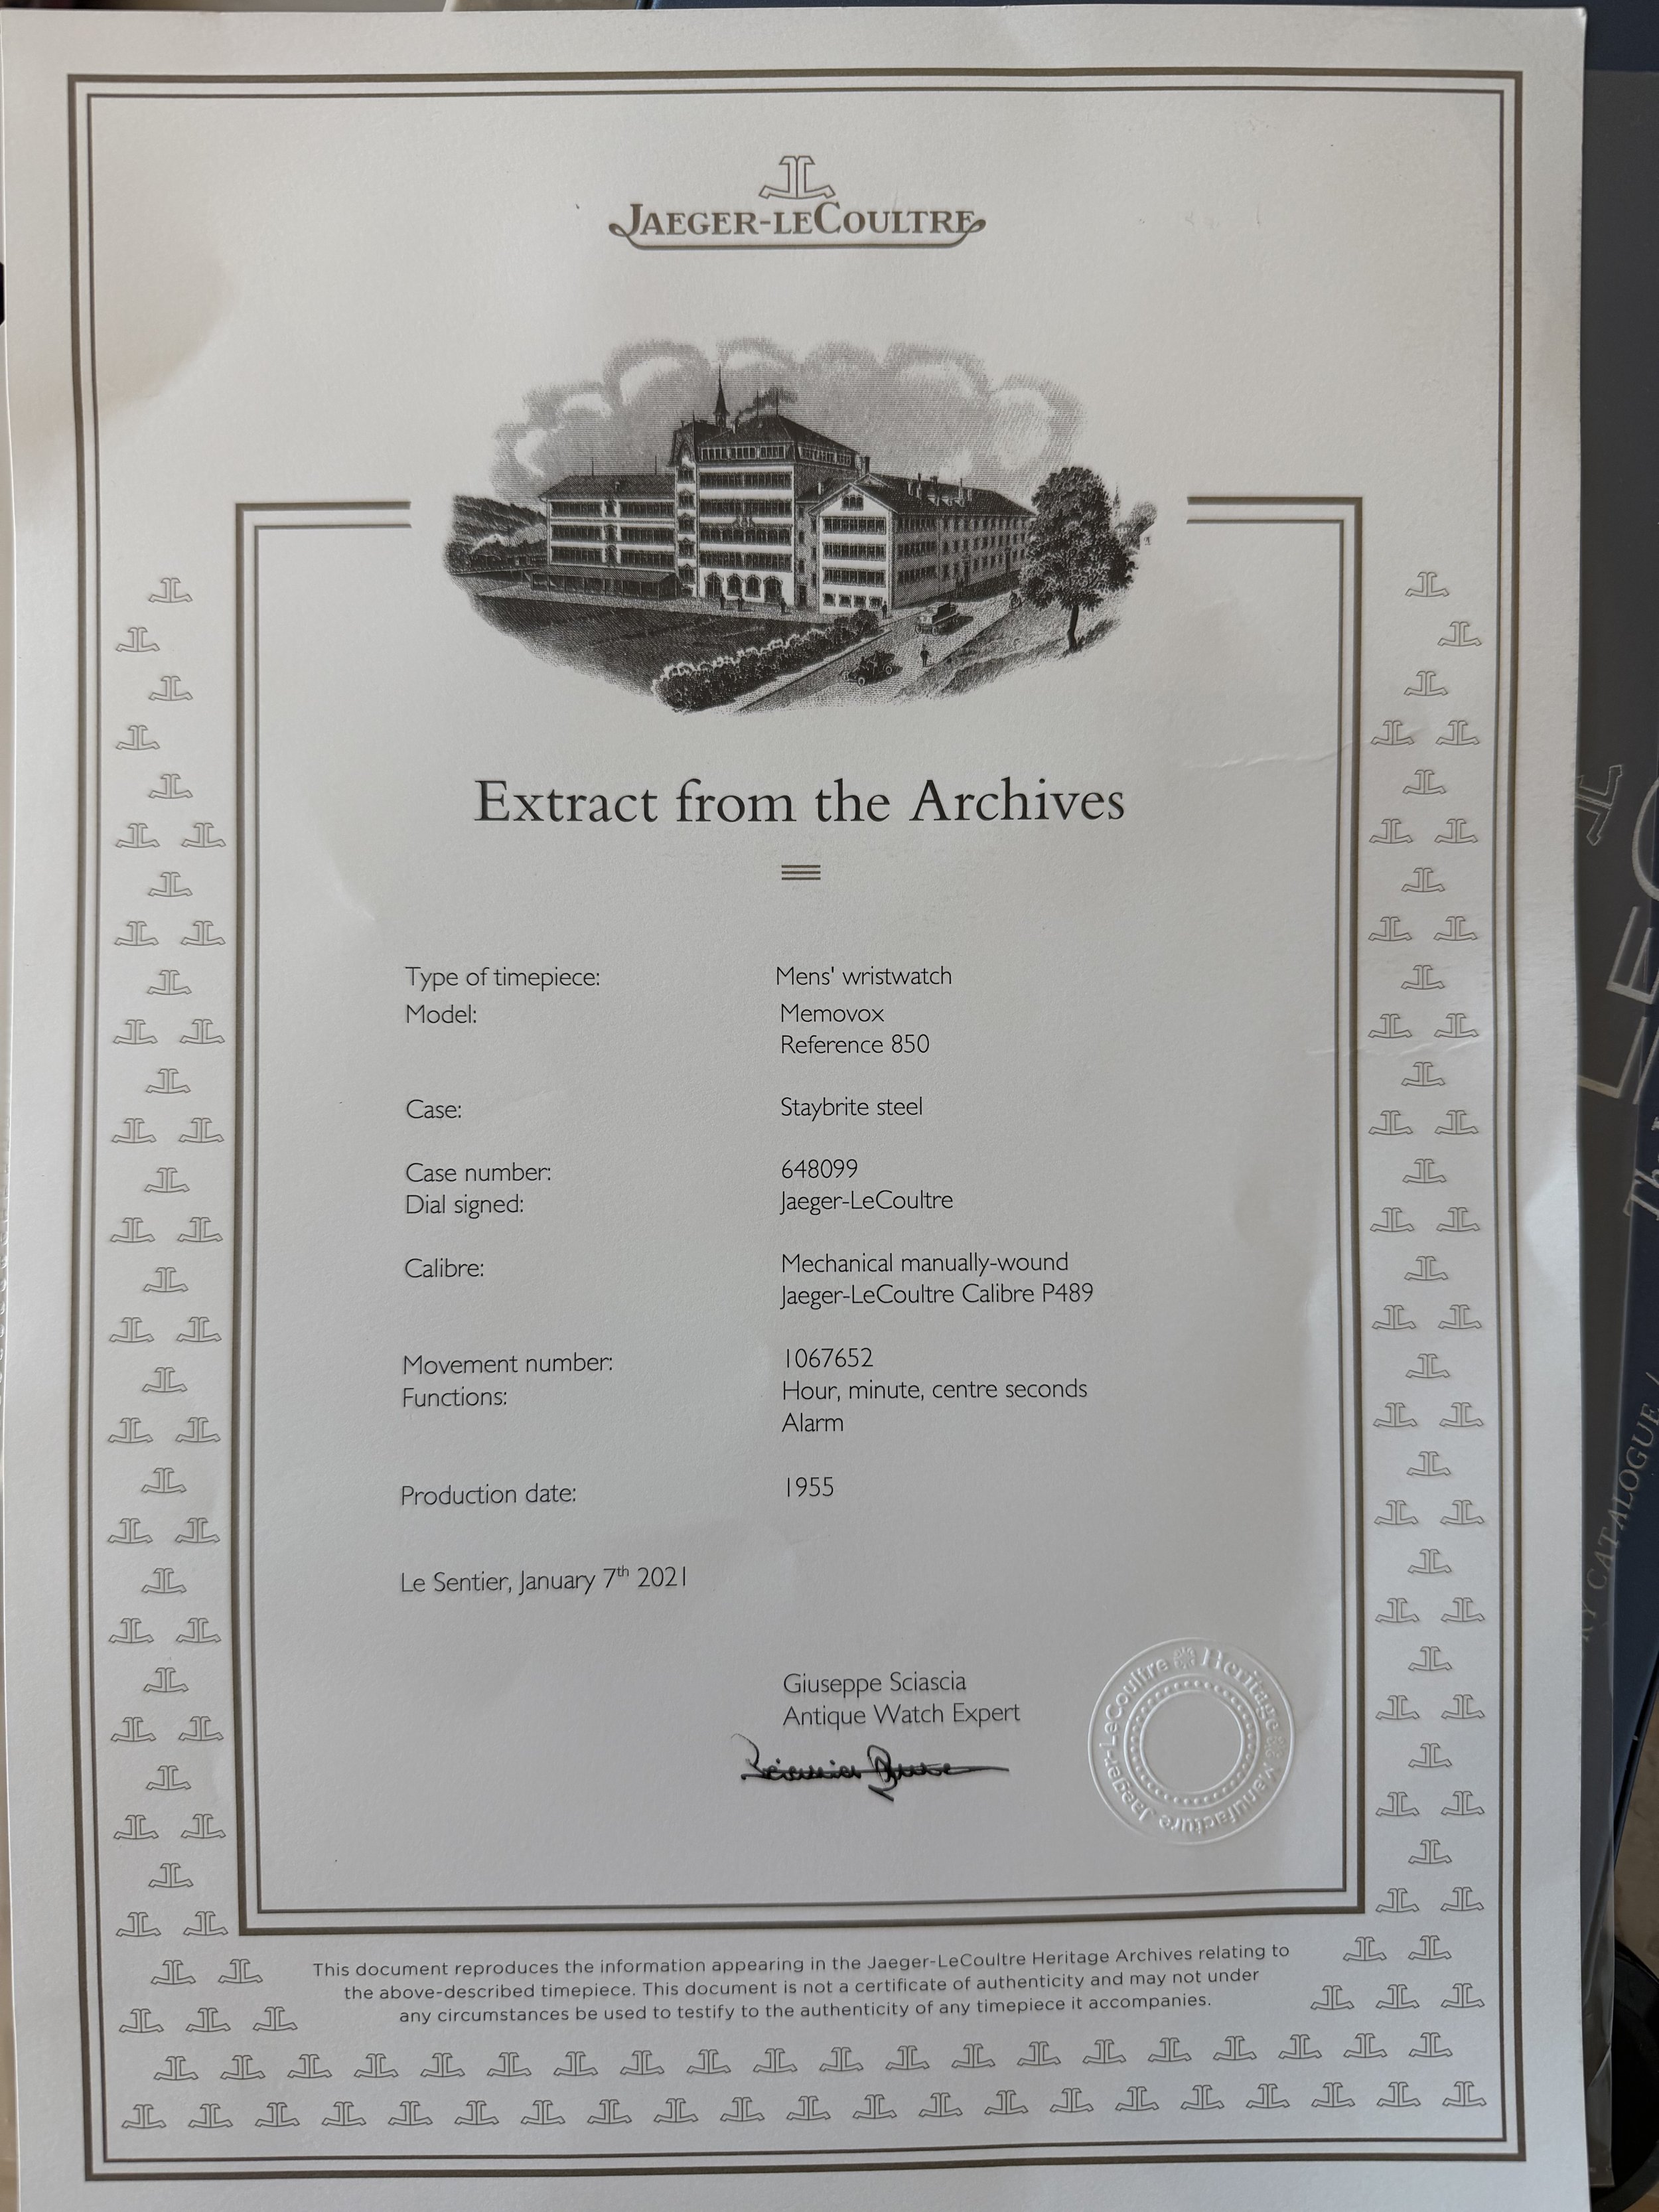 JAEGER-LECOULTRE
Extract from the Archives
Type of timepiece: Mens' wristwatch
Model: Memovox
Reference 850
Case: Staybrite steel
Case number: 648099
Dial signed: Jaeger-LeCoultre
Calibre: Mechanical manually-wound
Jaeger-LeCoultre Calibre P489
Movement number: 1067652
Functions: Hour, minute, centre seconds
Alarm
Production date: 1955
Le Sentier, January 7th 2021
Giuseppe Sciascia
Antique Watch Expert
Jaeger-LeCoultre Heritage Manufacture
This document reproduces the information appearing in the Jaeger-LeCoultre Heritage Archives relating to
the above-described timepiece. This document is not a certificate of authenticity and may not under
any circumstances be used to testify to the authenticity of any timepiece it accompanies.
CATALOGUE